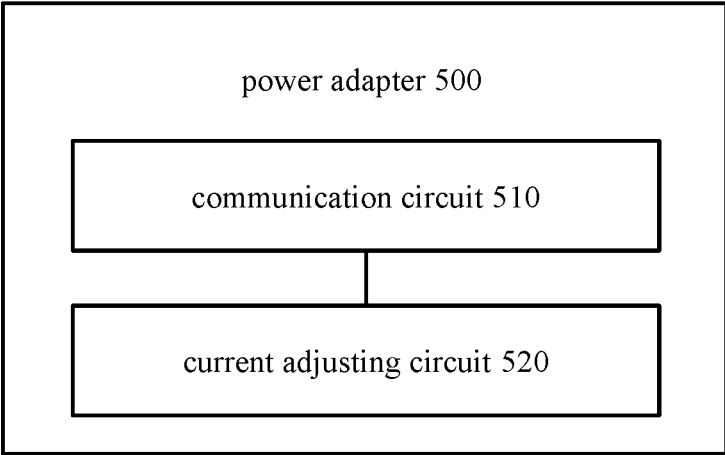 power adapter 500
communication circuit 510
current adjusting circuit 520